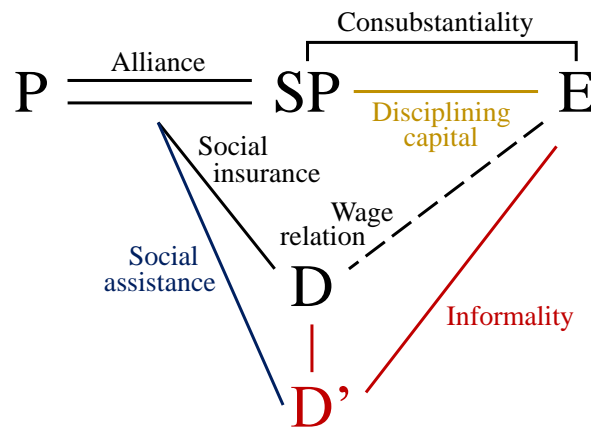 Consubstantiality
Alliance
P
SP
E
Disciplining
capital
Social
insurance
Wage
relation
Social
assistance
D
Informality
D’